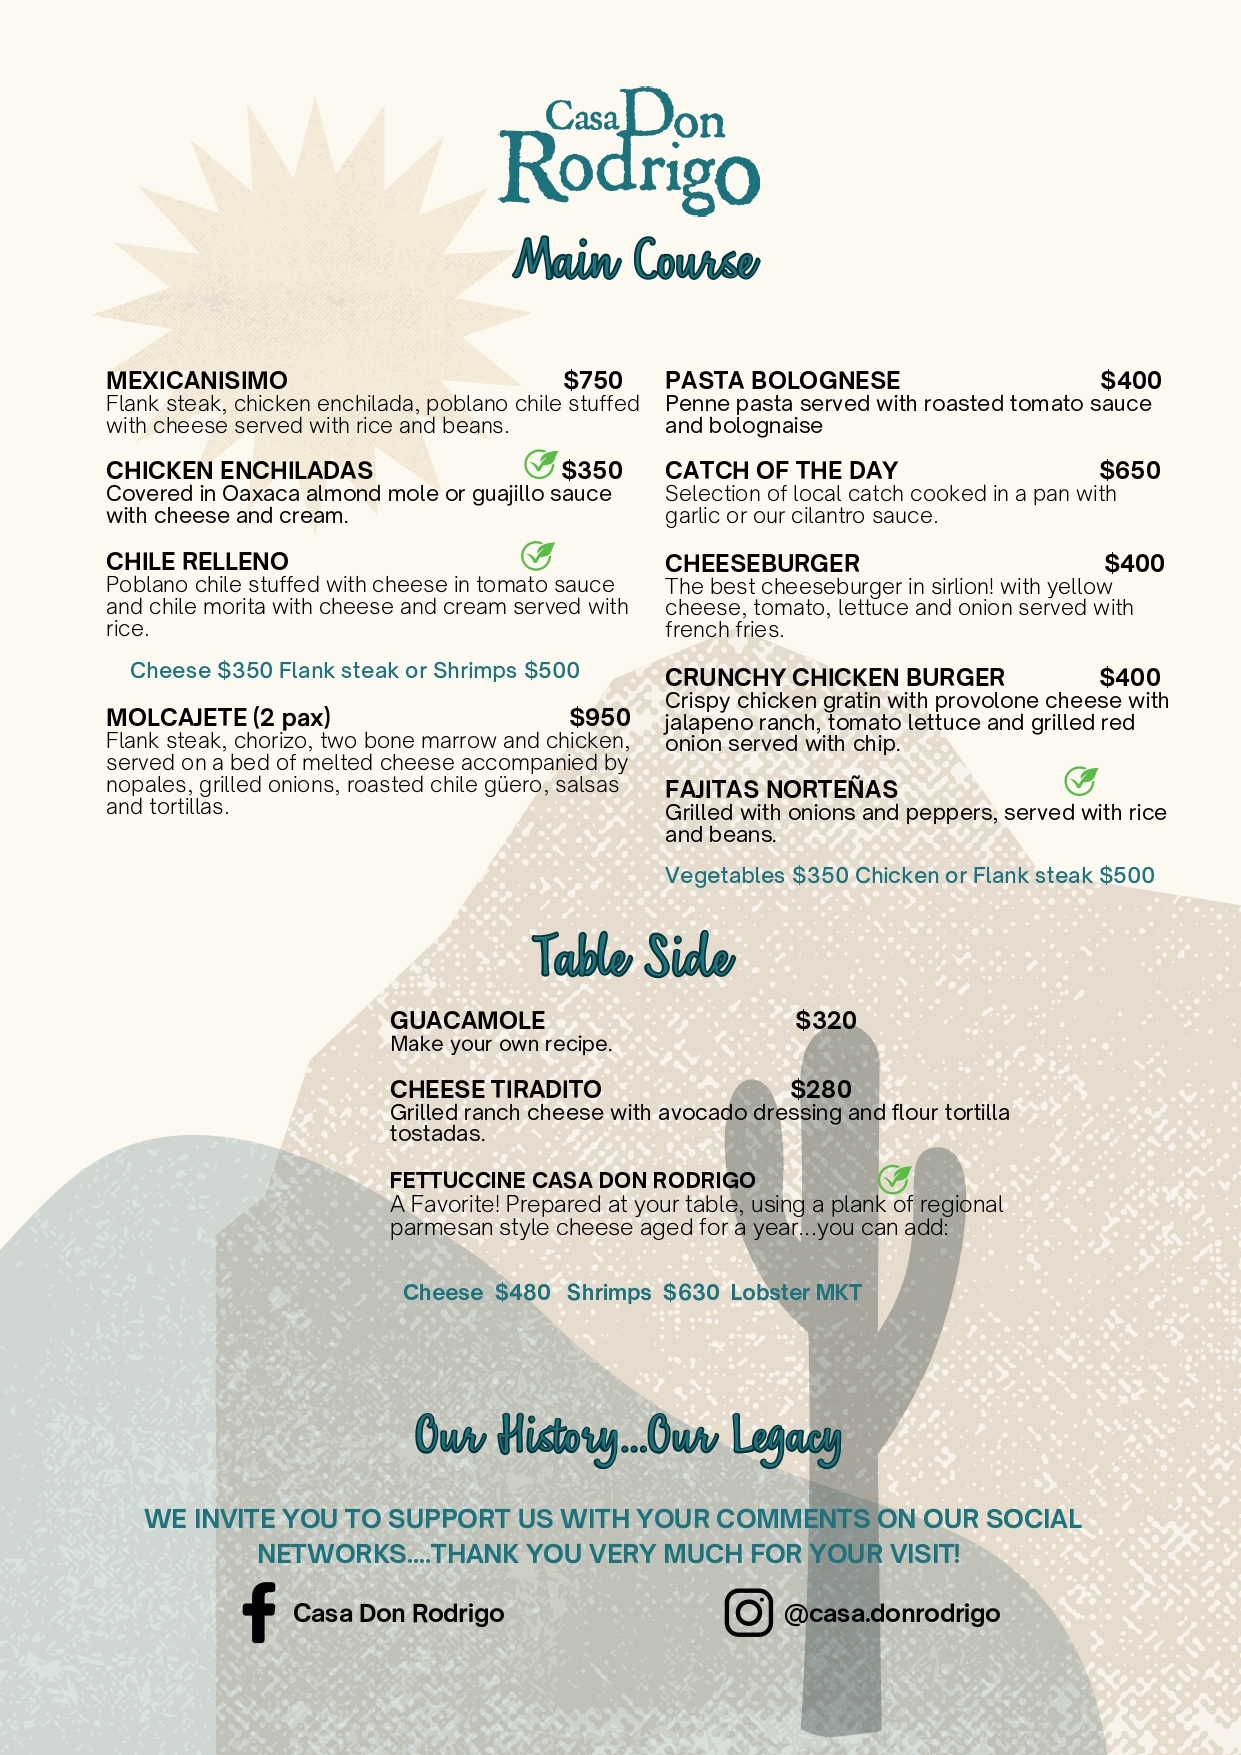 Casa Don
Rodrigo
Main Course
MEXICANISIMO $750
Flank steak, chicken enchilada, poblano chile stuffed
with cheese served with rice and beans.
CHICKEN ENCHILADAS $350
Covered in Oaxaca almond mole or guajillo sauce
with cheese and cream.
CHILE RELLENO
Poblano chile stuffed with cheese in tomato sauce
and chile morita with cheese and cream served with
rice.
Cheese $350 Flank steak or Shrimps $500
MOLCAJETE (2 pax) $950
Flank steak, chorizo, two bone marrow and chicken,
served on a bed of melted cheese accompanied by
nopales, grilled onions, roasted chile güero, salsas
and tortillas.
PASTA BOLOGNESE $400
Penne pasta served with roasted tomato sauce
and bolognaise
CATCH OF THE DAY $650
Selection of local catch cooked in a pan with
garlic or our cilantro sauce.
CHEESEBURGER $400
The best cheeseburger in sirlion! with yellow
cheese, tomato, lettuce and onion served with
french fries.
CRUNCHY CHICKEN BURGER $400
Crispy chicken gratin with provolone cheese with
jalapeno ranch, tomato lettuce and grilled red
onion served with chip.
FAJITAS NORTEÑAS
Grilled with onions and peppers, served with rice
and beans.
Vegetables $350 Chicken or Flank steak $500
Table Side
GUACAMOLE $320
Make your own recipe.
CHEESE TIRADITO $280
Grilled ranch cheese with avocado dressing and flour tortilla
tostadas.
FETTUCCINE CASA DON RODRIGO
A Favorite! Prepared at your table, using a plank of regional
parmesan style cheese aged for a year...you can add:
Cheese $480 Shrimps $630 Lobster MKT
Our History...Our Legacy
WE INVITE YOU TO SUPPORT US WITH YOUR COMMENTS ON OUR SOCIAL
NETWORKS....THANK YOU VERY MUCH FOR YOUR VISIT!
Casa Don Rodrigo
@casa.donrodrigo